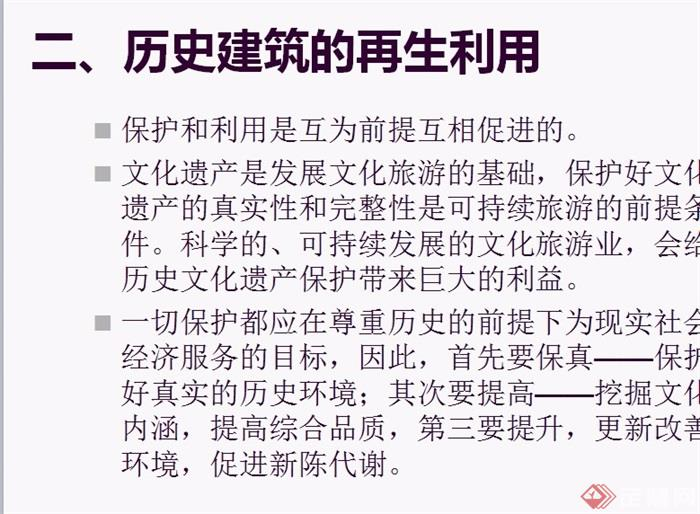 二、历史建筑的再生利用
保护和利用是互为前提互相促进的。
文化遗产是发展文化旅游的基础，保护好文化
遗产的真实性和完整性是可持续旅游的前提条
件。科学的、可持续发展的文化旅游业，会给
历史文化遗产保护带来巨大的利益。
一切保护都应在尊重历史的前提下为现实社会
经济服务的目标，因此，首先要保真——保护
好真实的历史环境；其次要提高——挖掘文化
内涵，提高综合品质，第三要提升，更新改善
环境，促进新陈代谢。